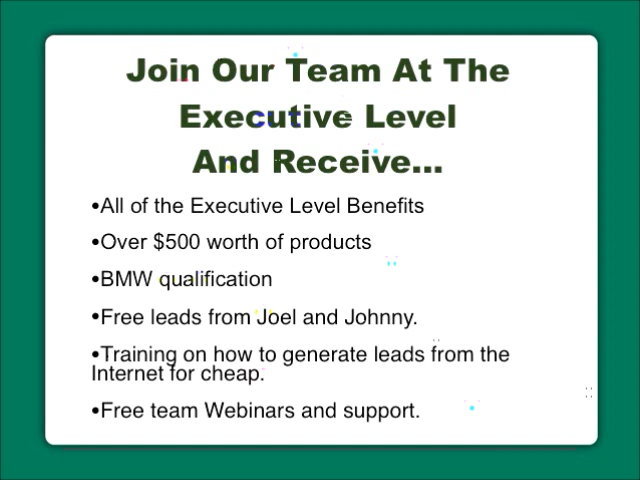 Join Our Team At The
Executive Level
And Receive...
•All of the Executive Level Benefits
•Over $500 worth of products
•BMW qualification
•Free leads from Joel and Johnny.
•Training on how to generate leads from the
Internet for cheap.
•Free team Webinars and support.